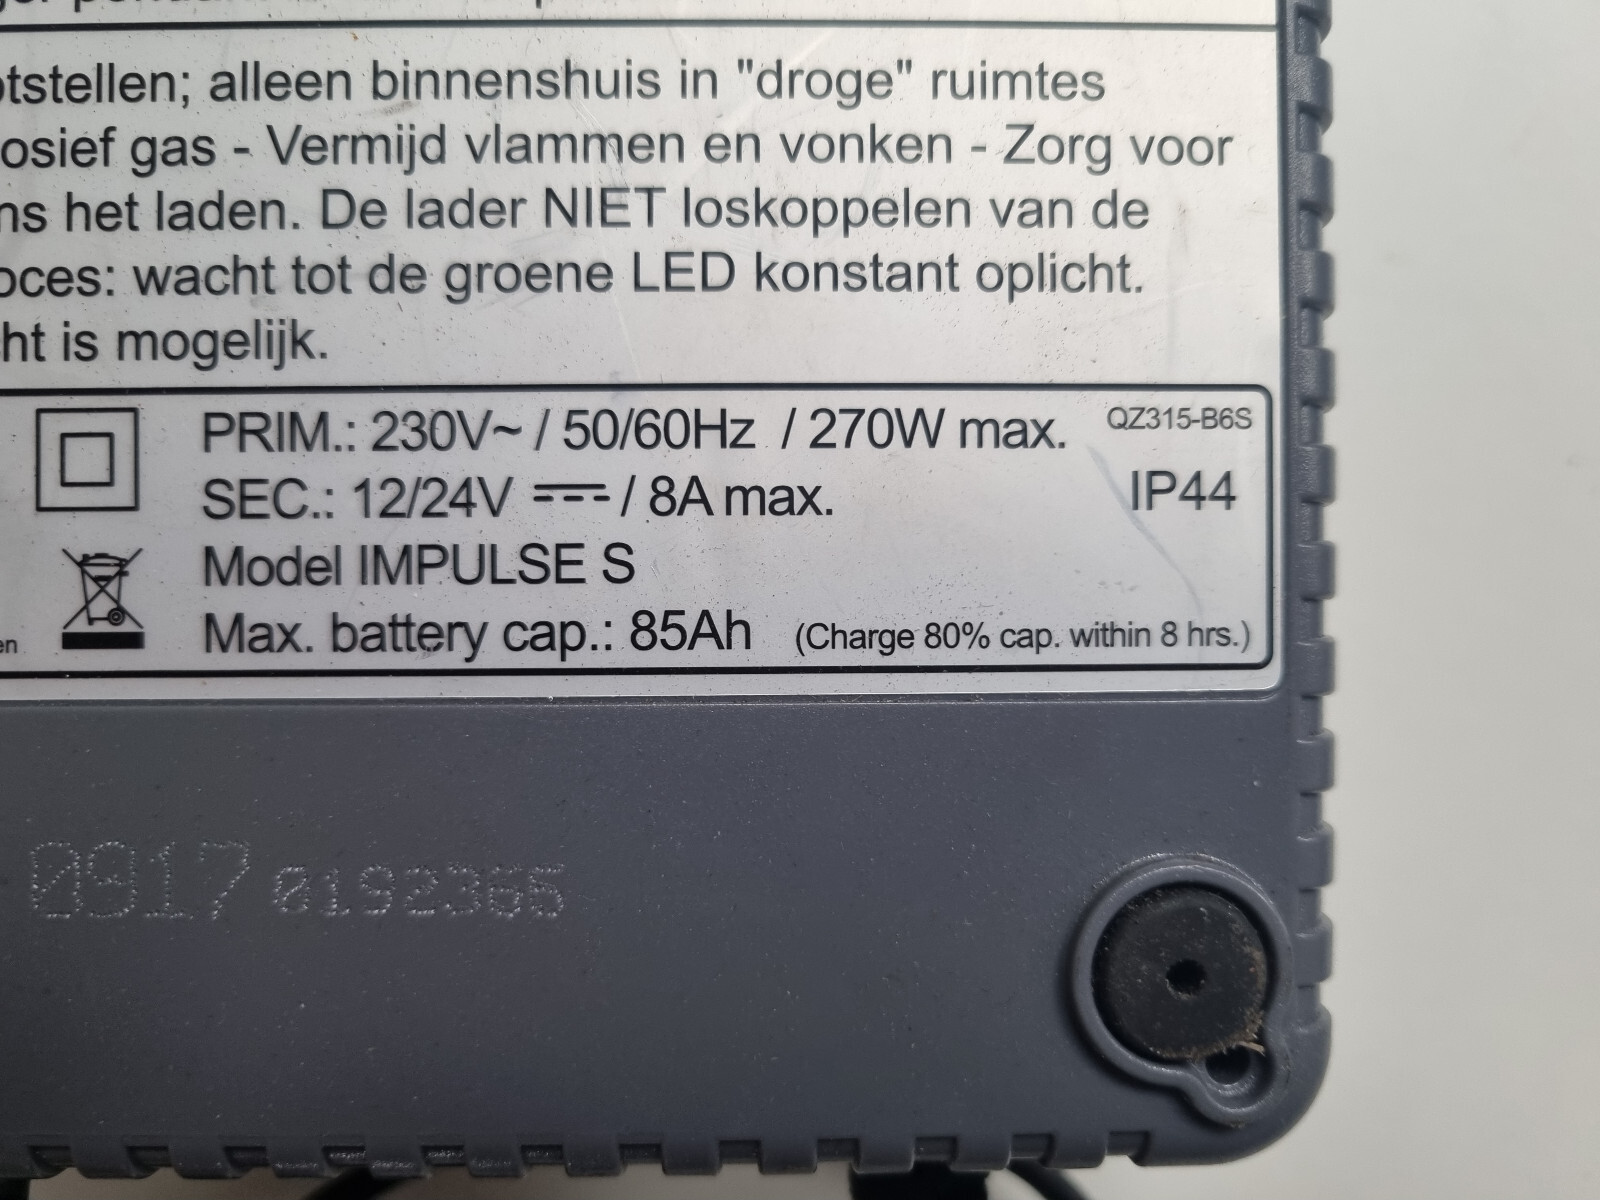 otstellen; alleen binnenshuis in "droge" ruimtes
osief gas - Vermijd vlammen en vonken - Zorg voor
ns het laden. De lader NIET loskoppelen van de
oces: wacht tot de groene LED konstant oplicht.
ht is mogelijk.
PRIM.: 230V~ / 50/60Hz / 270W max. QZ315-B6S
SEC.: 12/24V ⎓ / 8A max. IP44
Model IMPULSE S
en Max. battery cap.: 85Ah (Charge 80% cap. within 8 hrs.)
0917 0192366